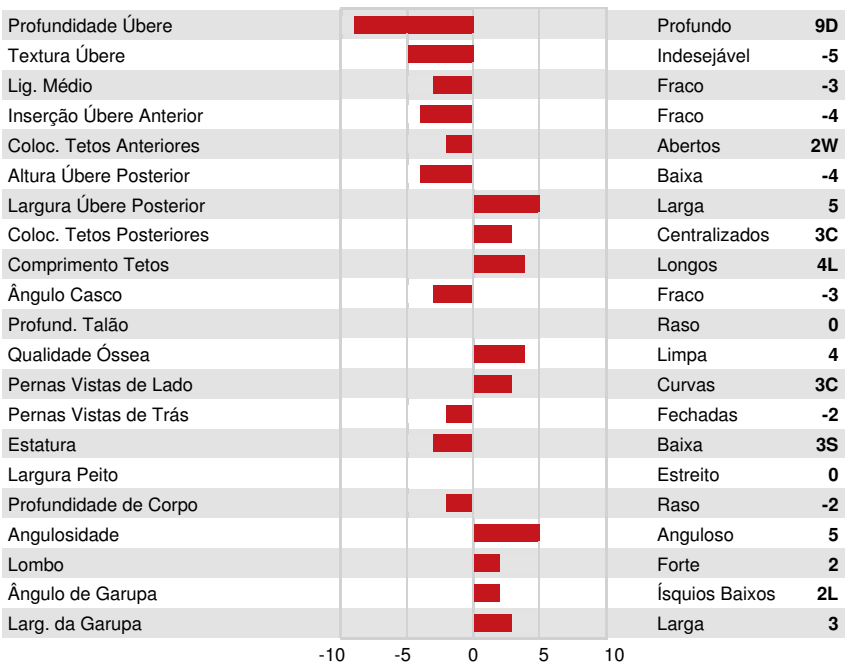 Profundidade Úbere Profundo 9D
Textura Úbere Indesejável -5
Lig. Médio Fraco -3
Inserção Úbere Anterior Fraco -4
Coloc. Tetos Anteriores Abertos 2W
Altura Úbere Posterior Baixa -4
Largura Úbere Posterior Larga 5
Coloc. Tetos Posteriores Centralizados 3C
Comprimento Tetos Longos 4L
Ângulo Casco Fraco -3
Profund. Talão Raso 0
Qualidade Óssea Limpa 4
Pernas Vistas de Lado Curvas 3C
Pernas Vistas de Trás Fechadas -2
Estatura Baixa 3S
Largura Peito Estreito 0
Profundidade de Corpo Raso -2
Angulosidade Anguloso 5
Lombo Forte 2
Ângulo de Garupa Ísquios Baixos 2L
Larg. da Garupa Larga 3
-10 -5 0 5 10